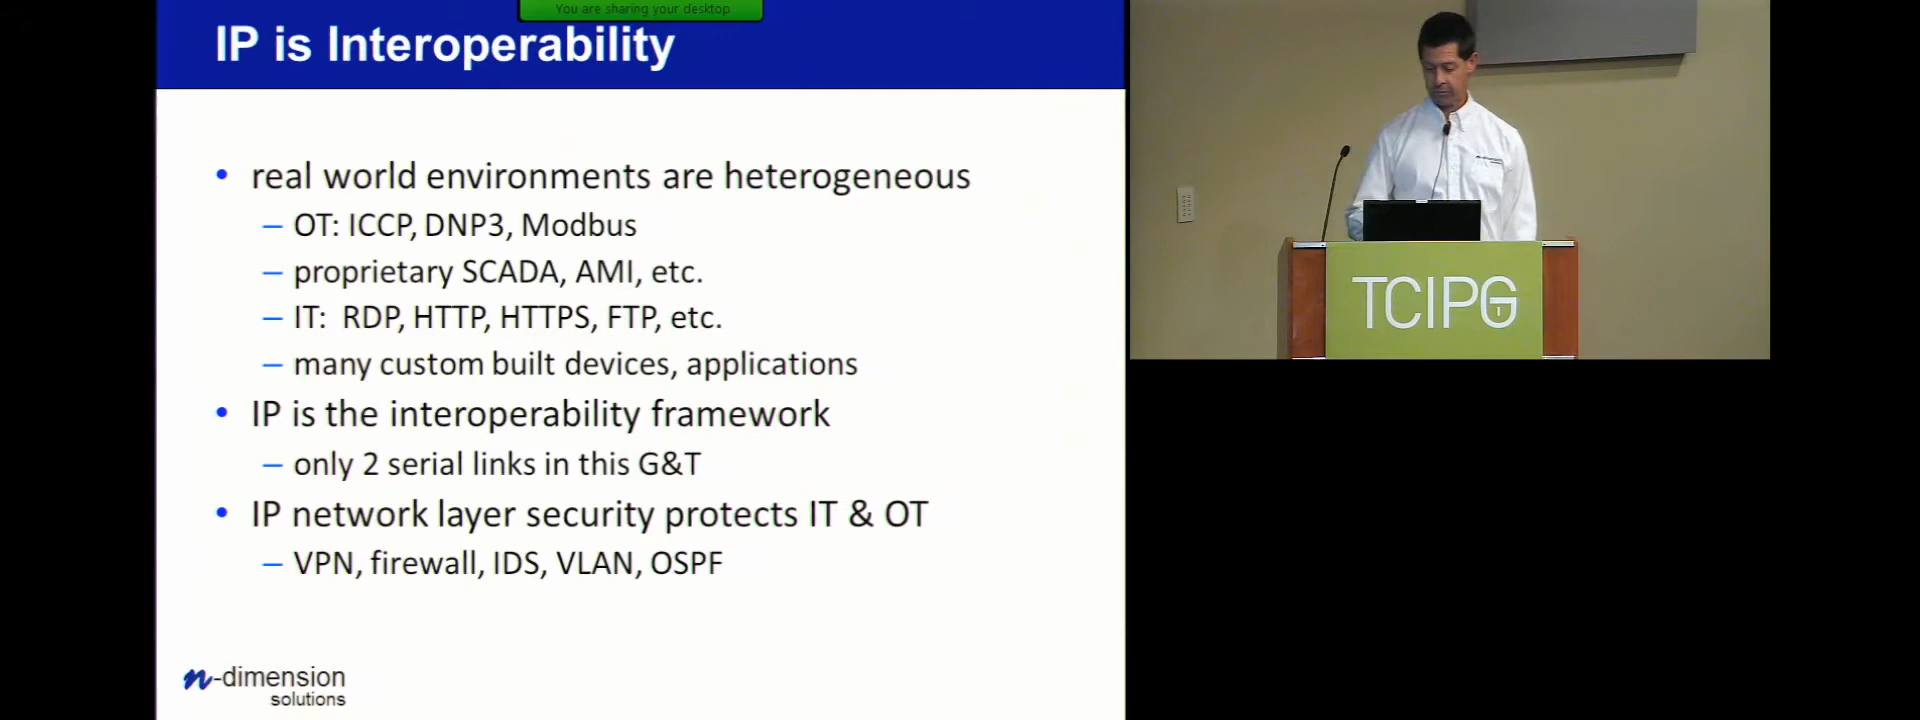 You are sharing your desktop
IP is Interoperability
• real world environments are heterogeneous
– OT: ICCP, DNP3, Modbus
– proprietary SCADA, AMI, etc.
– IT: RDP, HTTP, HTTPS, FTP, etc.
– many custom built devices, applications
• IP is the interoperability framework
– only 2 serial links in this G&T
• IP network layer security protects IT & OT
– VPN, firewall, IDS, VLAN, OSPF
n-dimension
solutions
TCIPG